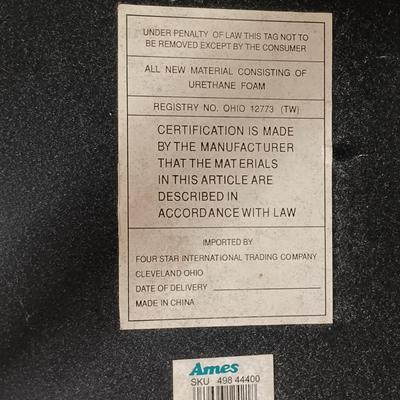 UNDER PENALTY OF LAW THIS TAG NOT TO
BE REMOVED EXCEPT BY THE CONSUMER
ALL NEW MATERIAL CONSISTING OF
URETHANE FOAM
REGISTRY NO. OHIO 12773 (TW)
CERTIFICATION IS MADE
BY THE MANUFACTURER
THAT THE MATERIALS
IN THIS ARTICLE ARE
DESCRIBED IN
ACCORDANCE WITH LAW
IMPORTED BY
FOUR STAR INTERNATIONAL TRADING COMPANY
CLEVELAND OHIO
DATE OF DELIVERY
MADE IN CHINA
Ames
SKU 498 44400